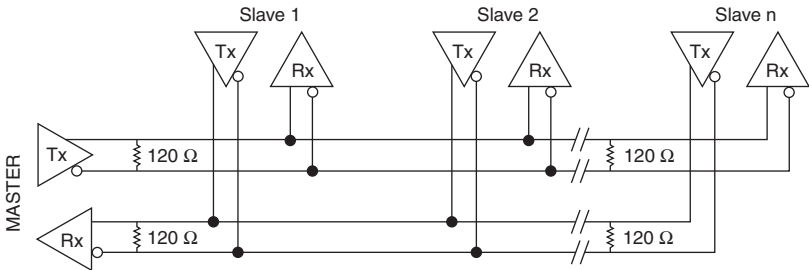 Slave 1
Slave 2
Slave n
Tx
Rx
Tx
Rx
Tx
Rx
MASTER
Tx
120 Ω
120 Ω
Rx
120 Ω
120 Ω